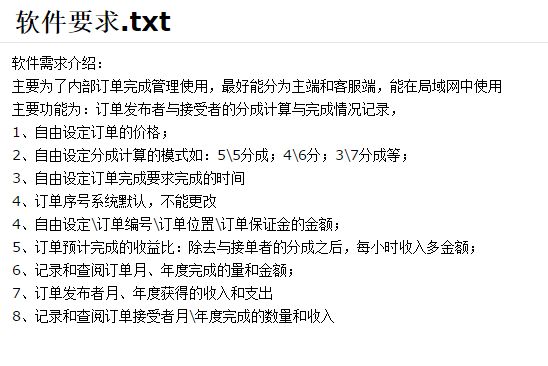 软件要求.txt
软件需求介绍：
主要为了内部订单完成管理使用，最好能分为主端和客服端，能在局域网中使用
主要功能为：订单发布者与接受者的分成计算与完成情况记录，
1、自由设定订单的价格；
2、自由设定分成计算的模式如：5\5分成；4\6分；3\7分成等；
3、自由设定订单完成要求完成的时间
4、订单序号系统默认，不能更改
4、自由设定\订单编号\订单位置\订单保证金的金额；
5、订单预计完成的收益比：除去与接单者的分成之后，每小时收入多金额；
6、记录和查阅订单月、年度完成的量和金额；
7、订单发布者月、年度获得的收入和支出
8、记录和查阅订单接受者月\年度完成的数量和收入